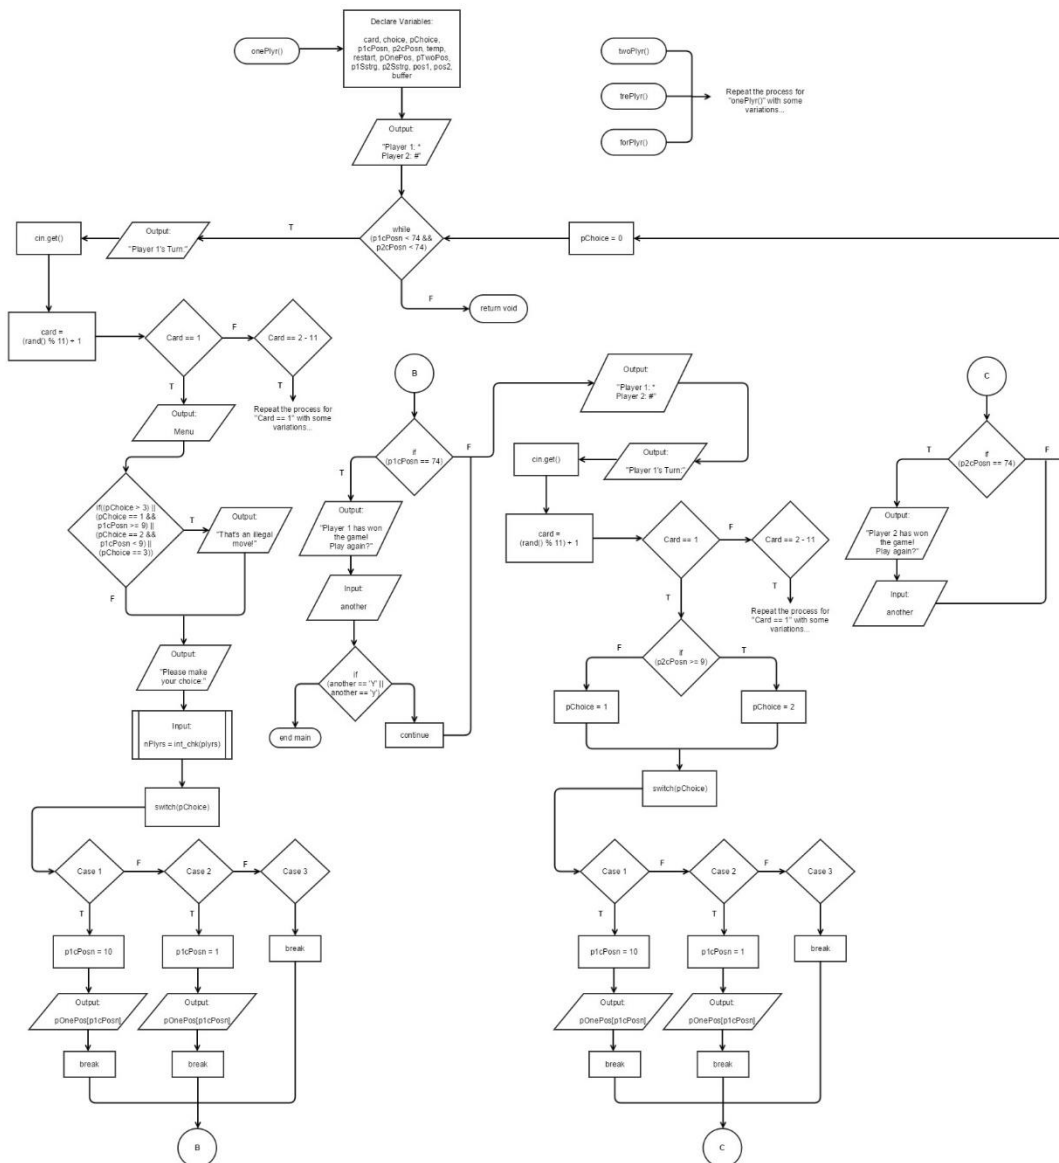 onePlyr()
Declare Variables:
card, choice, pChoice,
p1cPosn, p2cPosn, temp,
restart, pOnePos, pTwoPos,
p1Sstrg, p2Sstrg, pos1, pos2,
buffer
twoPlyr()
trePlyr()
forPlyr()
Repeat the process for
"onePlyr()" with some
variations...
Output:
"Player 1: *
Player 2: #"
while
(p1cPosn < 74 &&
p2cPosn < 74)
T
F
return void
pChoice = 0
Output:
"Player 1's Turn:"
cin.get()
card =
(rand() % 11) + 1
Card == 1
F
Card == 2 - 11
T
T
Repeat the process for
"Card == 1" with some
variations...
Output:
Menu
if((pChoice > 3) ||
(pChoice == 1 &&
p1cPosn >= 9) ||
(pChoice == 2 &&
p1cPosn < 9) ||
(pChoice == 3))
T
Output:
"That's an illegal
move!"
F
Output:
"Please make
your choice:"
Input:
nPlyrs = int_chk(plyrs)
switch(pChoice)
Case 1
F
Case 2
F
Case 3
T
T
p1cPosn = 10
p1cPosn = 1
break
Output:
pOnePos[p1cPosn]
Output:
pOnePos[p1cPosn]
break
break
B
B
if
(p1cPosn == 74)
F
T
Output:
"Player 1 has won
the game!
Play again?"
Input:
another
if
(another == 'Y' ||
another == 'y')
end main
continue
Output:
"Player 1: *
Player 2: #"
Output:
"Player 1's Turn:"
cin.get()
card =
(rand() % 11) + 1
Card == 1
F
Card == 2 - 11
T
T
Repeat the process for
"Card == 1" with some
variations...
if
(p2cPosn >= 9)
F
T
pChoice = 1
pChoice = 2
switch(pChoice)
Case 1
F
Case 2
F
Case 3
T
T
p1cPosn = 10
p1cPosn = 1
break
Output:
pOnePos[p1cPosn]
Output:
pOnePos[p1cPosn]
break
break
C
C
if
(p2cPosn == 74)
T
F
Output:
"Player 2 has won
the game!
Play again?"
Input:
another